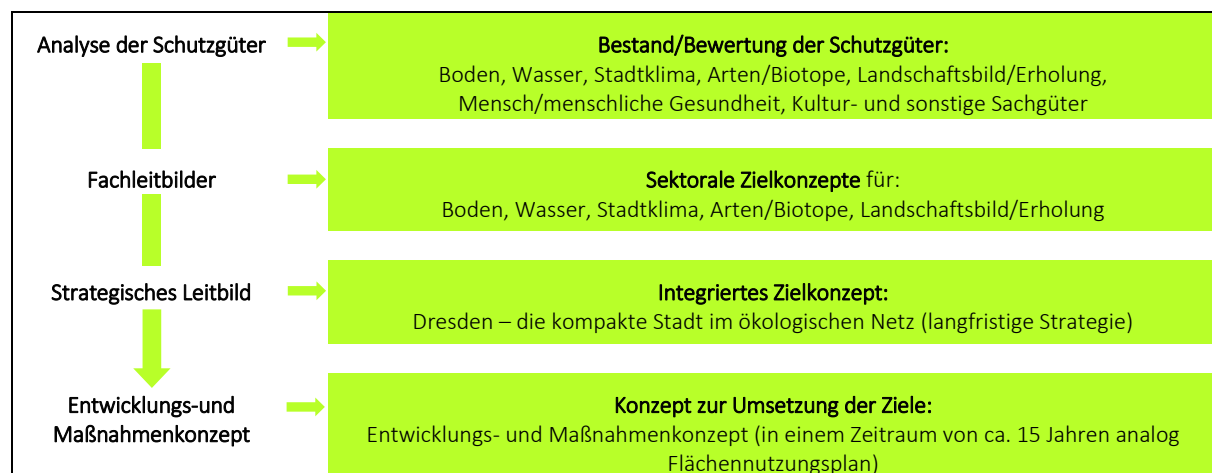 Analyse der Schutzgüter
Bestand/Bewertung der Schutzgüter:
Boden, Wasser, Stadtklima, Arten/Biotope, Landschaftsbild/Erholung,
Mensch/menschliche Gesundheit, Kultur- und sonstige Sachgüter
Fachleitbilder
Sektorale Zielkonzepte für:
Boden, Wasser, Stadtklima, Arten/Biotope, Landschaftsbild/Erholung
Strategisches Leitbild
Integriertes Zielkonzept:
Dresden – die kompakte Stadt im ökologischen Netz (langfristige Strategie)
Entwicklungs-und
Maßnahmenkonzept
Konzept zur Umsetzung der Ziele:
Entwicklungs- und Maßnahmenkonzept (in einem Zeitraum von ca. 15 Jahren analog
Flächennutzungsplan)